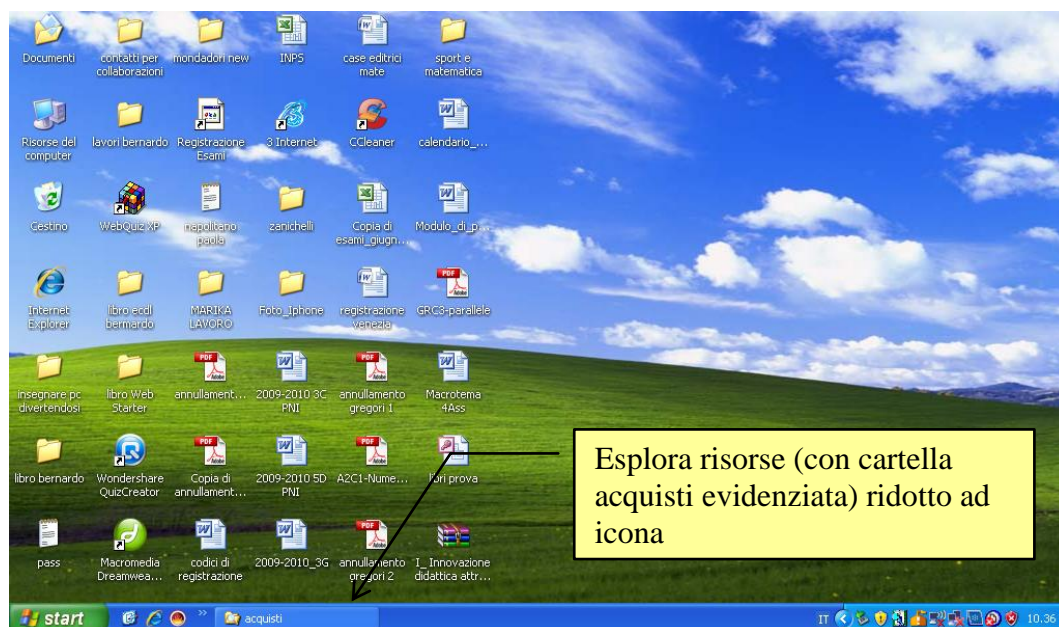 Documenti
contatti per
collaborazioni
mondadori new
INPS
case editrici
mate
sport e
matematica
Risorse del
computer
lavori bernardo
Registrazione
Esami
3 Internet
CCleaner
calendario_...
Cestino
WebQuiz XP
napolitano
paola
zanichelli
Copia di
esami_giugn...
Modulo_di_p...
Internet
Explorer
libro ecdl
bernardo
MARIKA
LAVORO
Foto_Iphone
registrazione
venezia
GRC3-parallele
insegnare pc
divertendosi
libro Web
Starter
annullament...
2009-2010 3C
PNI
annullamento
gregori 1
Macrotema
4Ass
libro bernardo
Wondershare
QuizCreator
Copia di
annullament...
2009-2010 5D
PNI
A2C1-Nume...
libri prova
Esplora risorse (con cartella
acquisti evidenziata) ridotto ad
icona
pass
Macromedia
Dreamwea...
codici di
registrazione
2009-2010_3G
annullamento
gregori 2
I_ Innovazione
didattica attr...
start
acquisti
IT
10.36